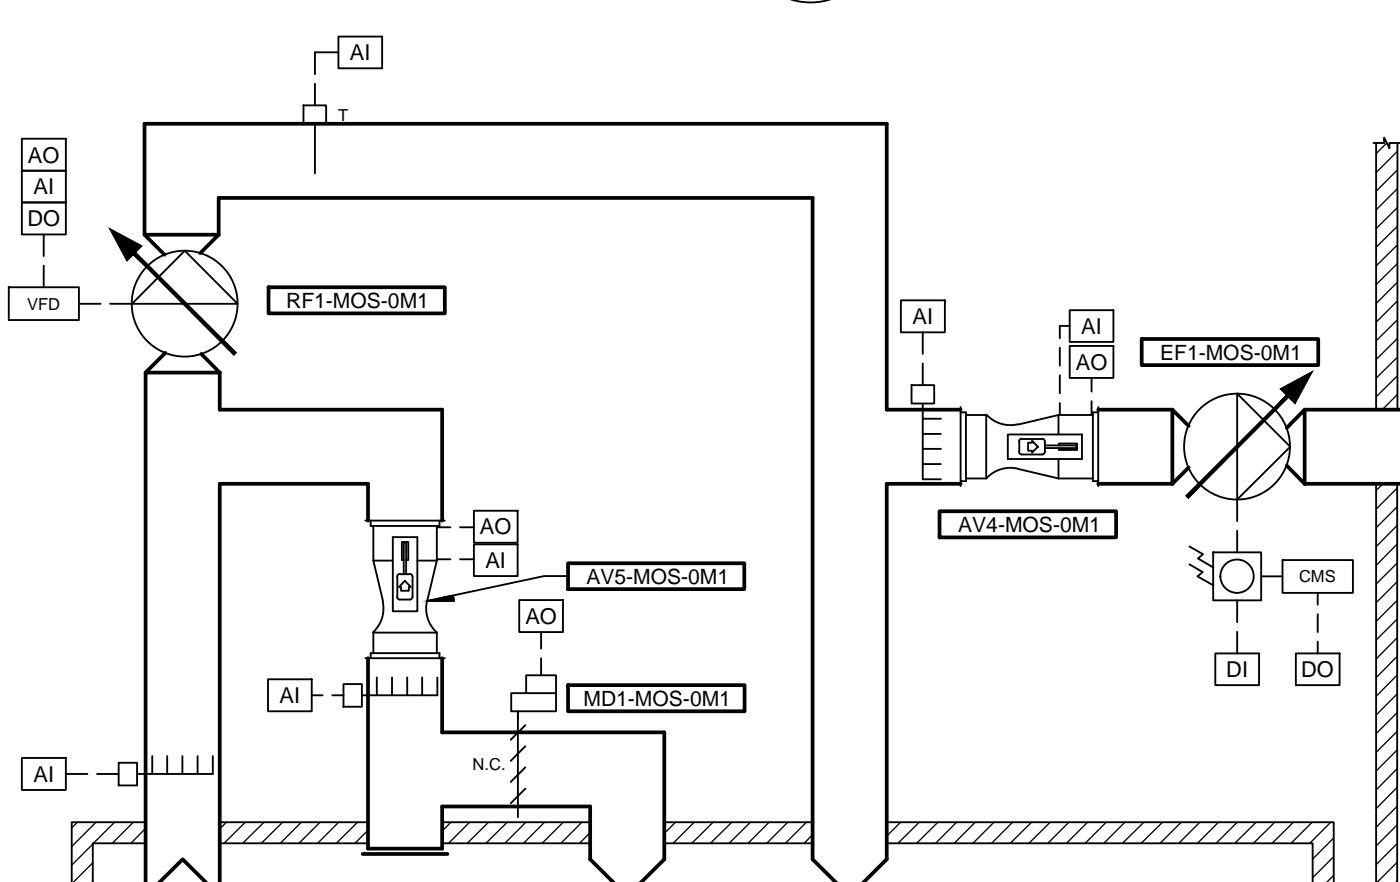 AI
T
AO
AI
DO
VFD
RF1-MOS-0M1
AI
AI
AO
EF1-MOS-0M1
AV4-MOS-0M1
AO
AI
AV5-MOS-0M1
CMS
AO
DI
DO
AI
MD1-MOS-0M1
N.C.
AI